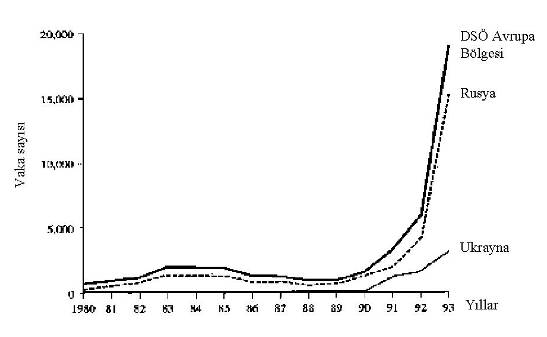 20,000
DSÖ Avrupa
Bölgesi
Rusya
15,000
Vaka sayısı
10,000
5,000
Ukrayna
0
1980 81 82 83 84 85 86 87 88 89 90 91 92 93 Yıllar